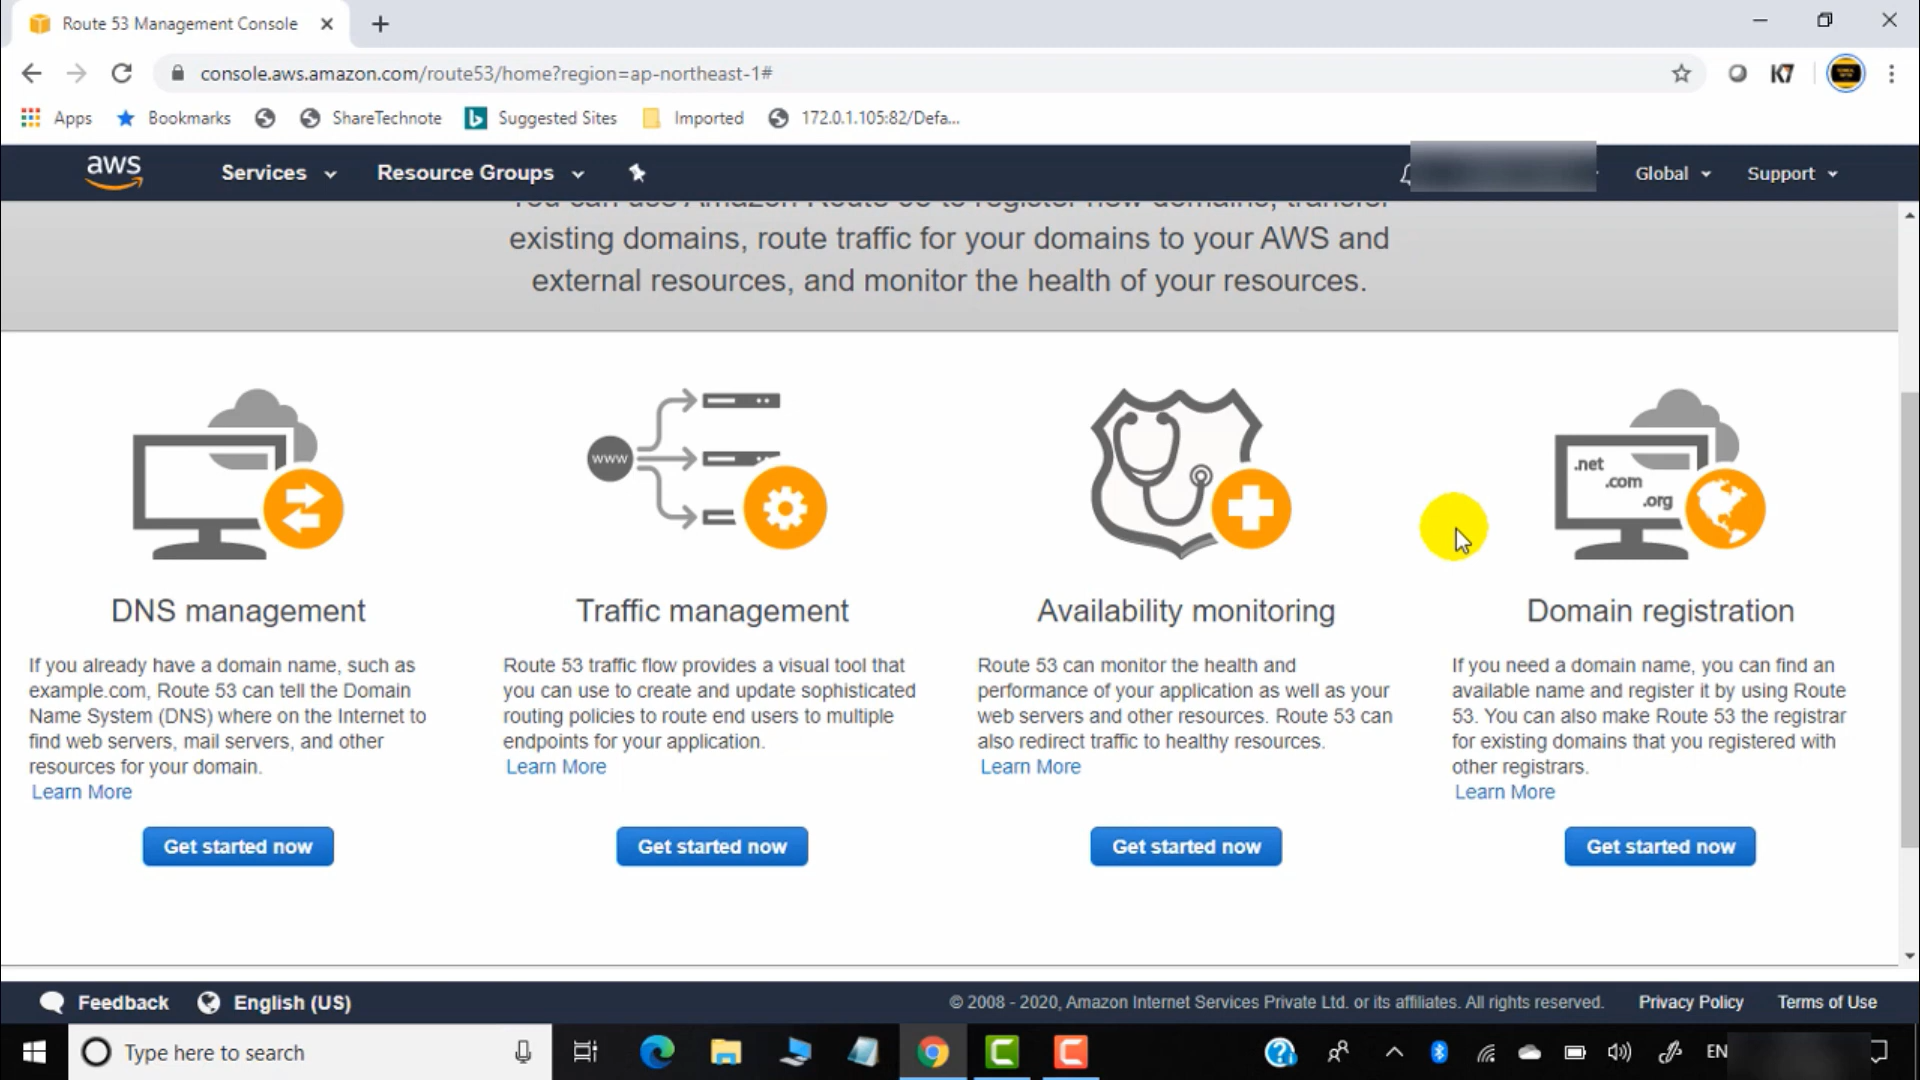 Route 53 Management Console
console.aws.amazon.com/route53/home?region=ap-northeast-1#
K7
Apps
Bookmarks
ShareTechnote
Suggested Sites
Imported
172.0.1.105:82/Defa...
aws
Services
Resource Groups
Global
Support
You can use Amazon Route 53 to register new domains, transfer
existing domains, route traffic for your domains to your AWS and
external resources, and monitor the health of your resources.
www
.net
.com
.org
DNS management
If you already have a domain name, such as
example.com, Route 53 can tell the Domain
Name System (DNS) where on the Internet to
find web servers, mail servers, and other
resources for your domain.
Learn More
Get started now
Traffic management
Route 53 traffic flow provides a visual tool that
you can use to create and update sophisticated
routing policies to route end users to multiple
endpoints for your application.
Learn More
Get started now
Availability monitoring
Route 53 can monitor the health and
performance of your application as well as your
web servers and other resources. Route 53 can
also redirect traffic to healthy resources.
Learn More
Get started now
Domain registration
If you need a domain name, you can find an
available name and register it by using Route
53. You can also make Route 53 the registrar
for existing domains that you registered with
other registrars.
Learn More
Get started now
Feedback
English (US)
© 2008 - 2020, Amazon Internet Services Private Ltd. or its affiliates. All rights reserved.
Privacy Policy
Terms of Use
Type here to search
EN